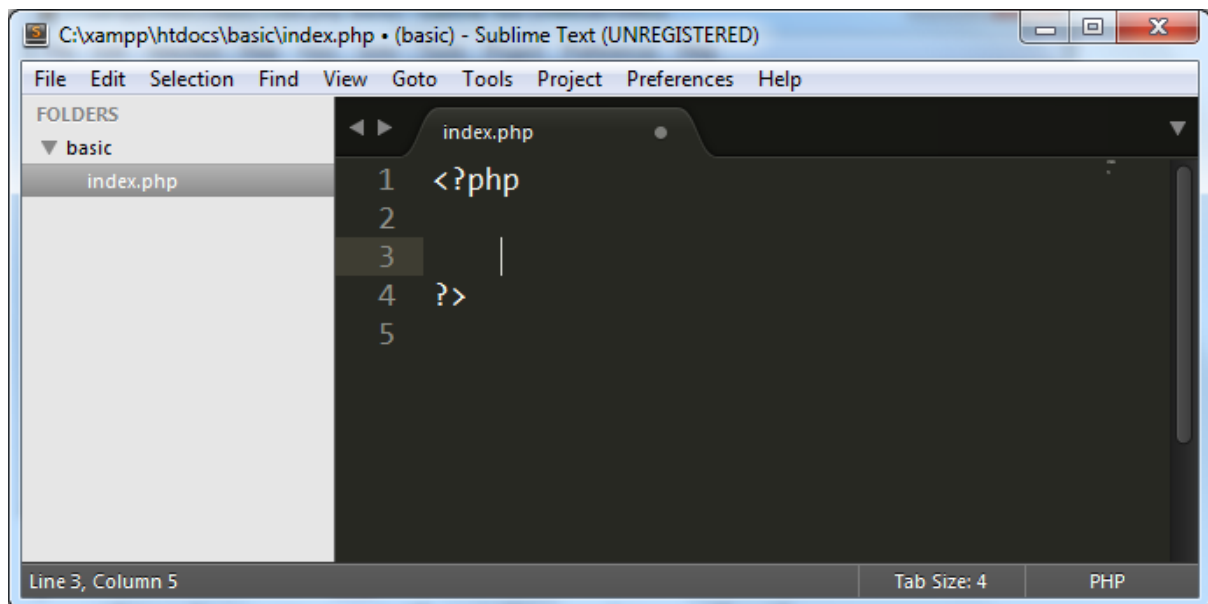 C:\xampp\htdocs\basic\index.php • (basic) - Sublime Text (UNREGISTERED)
File Edit Selection Find View Goto Tools Project Preferences Help
FOLDERS
basic
index.php
index.php
1 <?php
2
3
4 ?>
5
Line 3, Column 5 Tab Size: 4 PHP